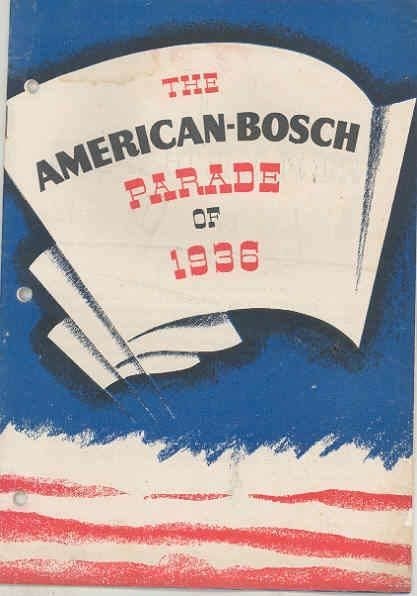 THE
AMERICAN-BOSCH
PARADE
OF
1936